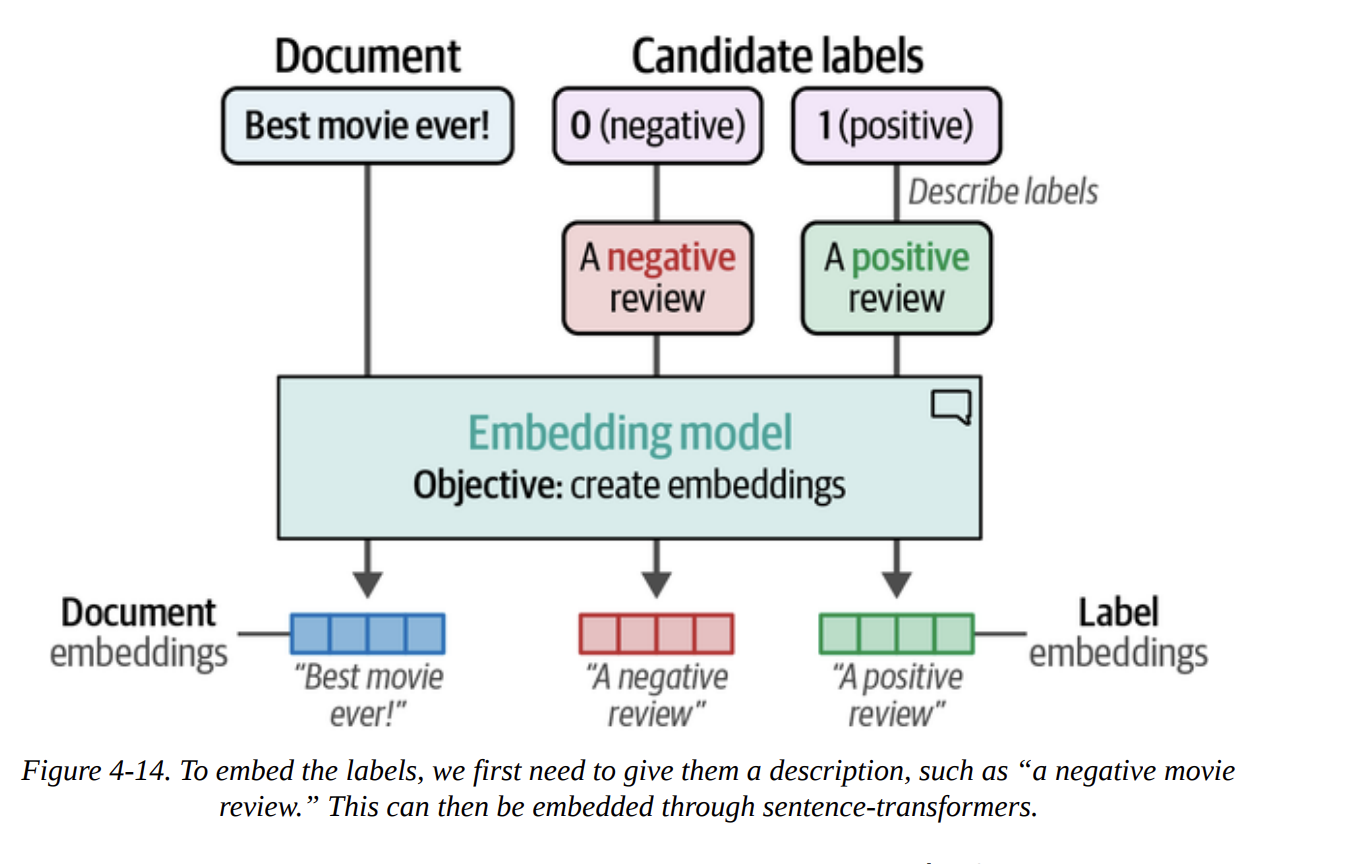 Document
Candidate labels
Best movie ever!
0 (negative)
1 (positive)
Describe labels
A negative
review
A positive
review
Embedding model
Objective: create embeddings
Document
embeddings
Label
embeddings
“Best movie
ever!”
“A negative
review”
“A positive
review”
Figure 4-14. To embed the labels, we first need to give them a description, such as “a negative movie
review.” This can then be embedded through sentence-transformers.